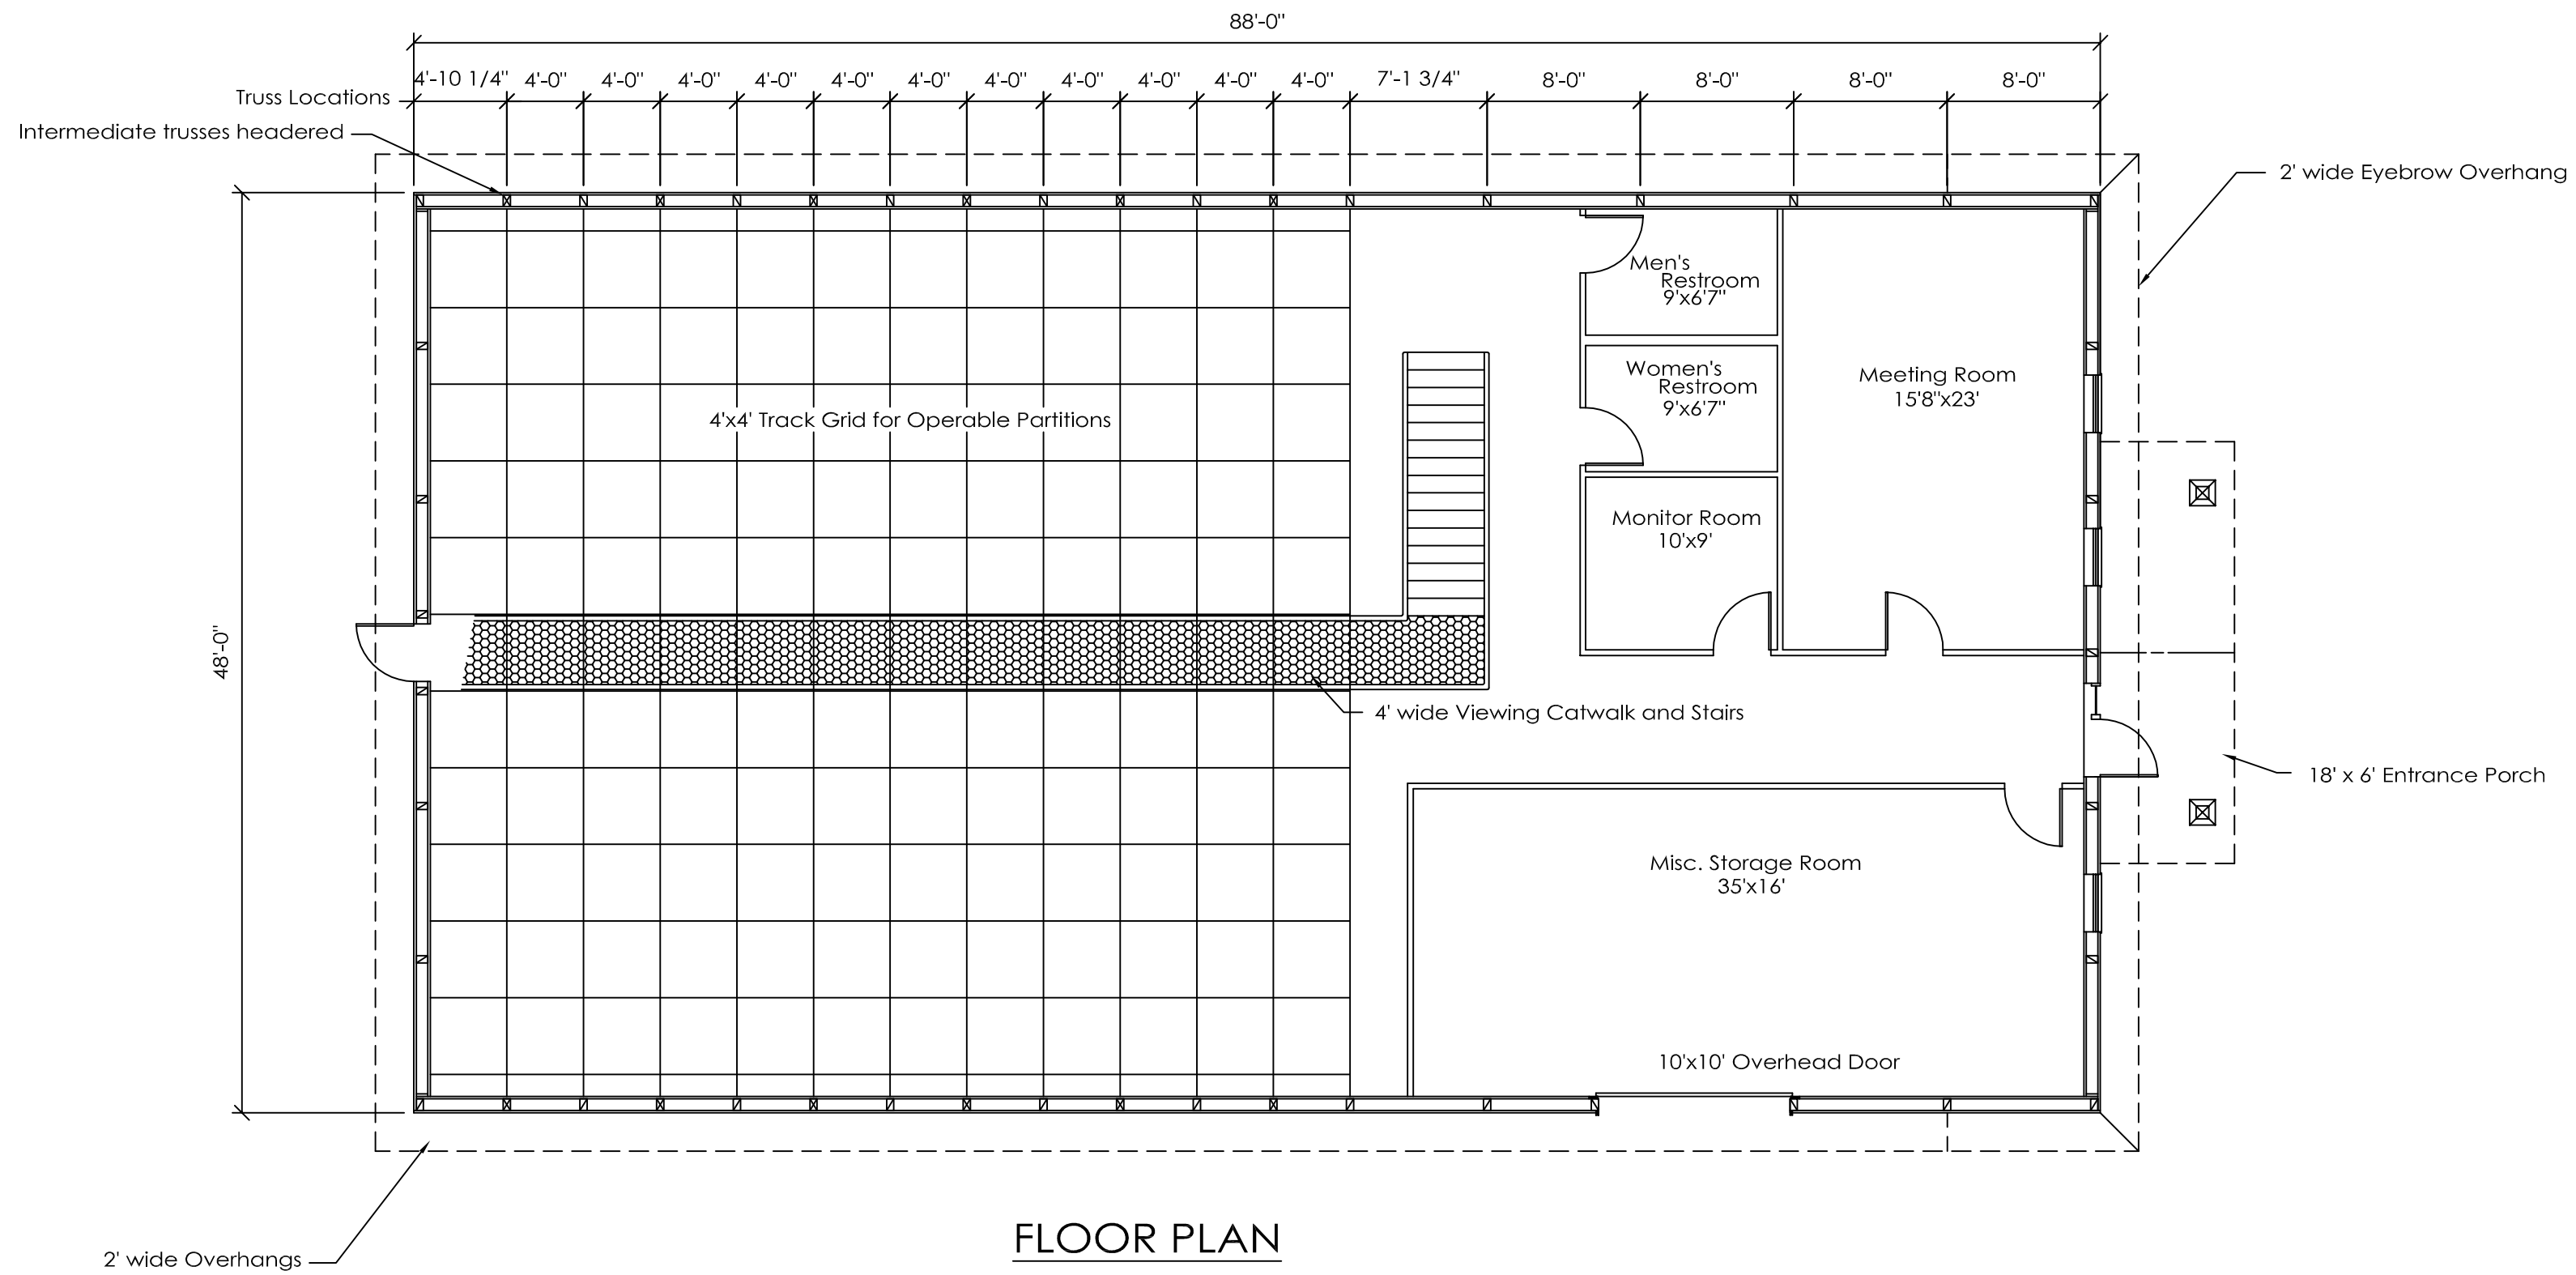 88'-0"
4'-10 1/4" 4'-0" 4'-0" 4'-0" 4'-0" 4'-0" 4'-0" 4'-0" 4'-0" 4'-0" 4'-0" 4'-0" 7'-1 3/4" 8'-0" 8'-0" 8'-0" 8'-0"
Truss Locations
Intermediate trusses headered
2' wide Eyebrow Overhang
Men's
Restroom
9'x6'7"
Women's
Restroom
9'x6'7"
Meeting Room
15'8"x23'
4'x4' Track Grid for Operable Partitions
Monitor Room
10'x9'
48'-0"
4' wide Viewing Catwalk and Stairs
18' x 6' Entrance Porch
Misc. Storage Room
35'x16'
10'x10' Overhead Door
2' wide Overhangs
FLOOR PLAN